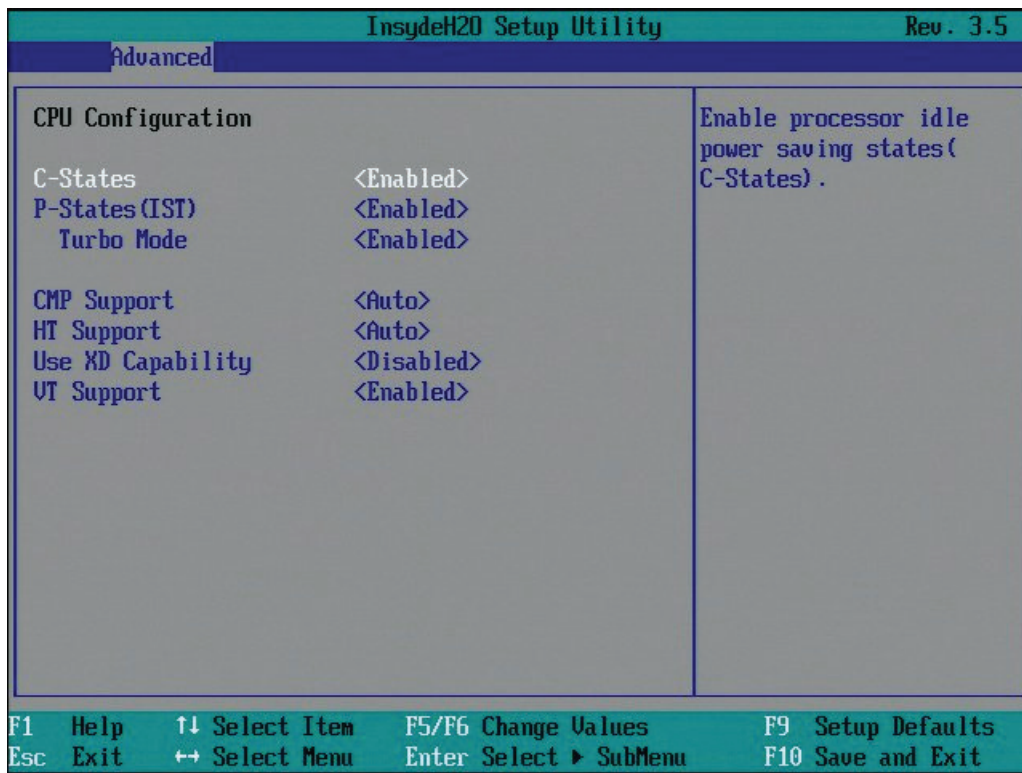 InsydeH2O Setup Utility Rev. 3.5
Advanced
CPU Configuration
C-States <Enabled>
P-States(IST) <Enabled>
Turbo Mode <Enabled>
CMP Support <Auto>
HT Support <Auto>
Use XD Capability <Disabled>
VT Support <Enabled>
Enable processor idle
power saving states(
C-States).
F1 Help ↑↓ Select Item F5/F6 Change Values F9 Setup Defaults
Esc Exit ↔ Select Menu Enter Select ▶ SubMenu F10 Save and Exit